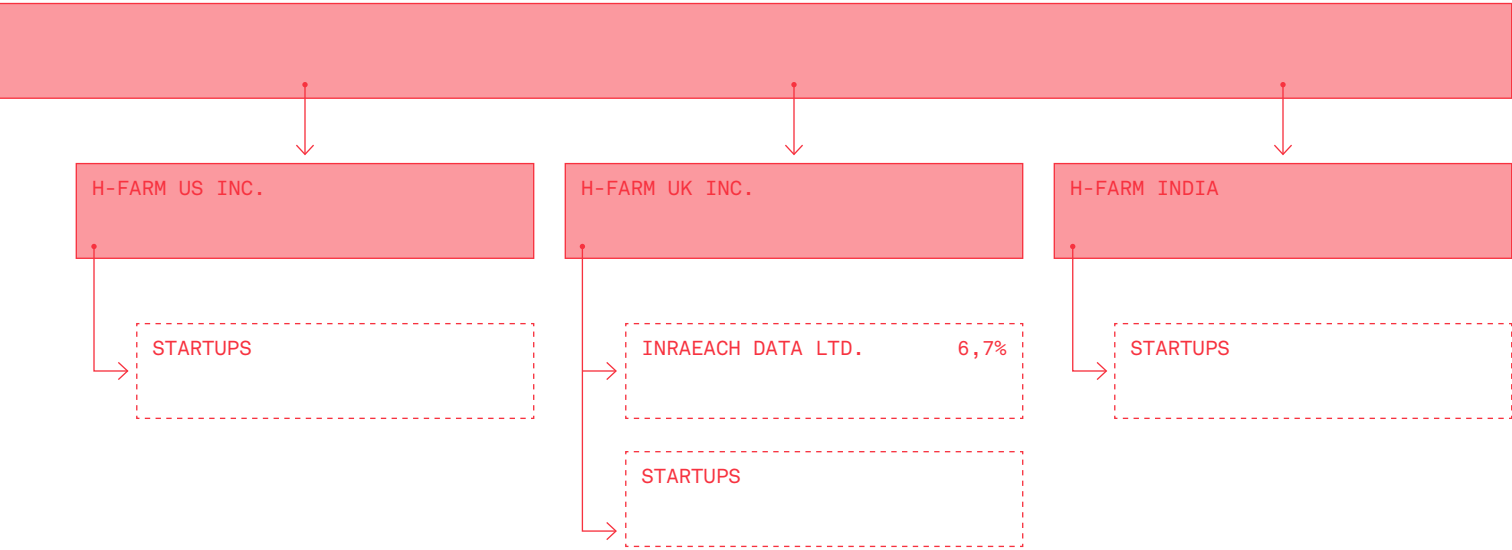 H-FARM US INC.
H-FARM UK INC.
H-FARM INDIA
STARTUPS
INRAEACH DATA LTD. 6,7%
STARTUPS
STARTUPS